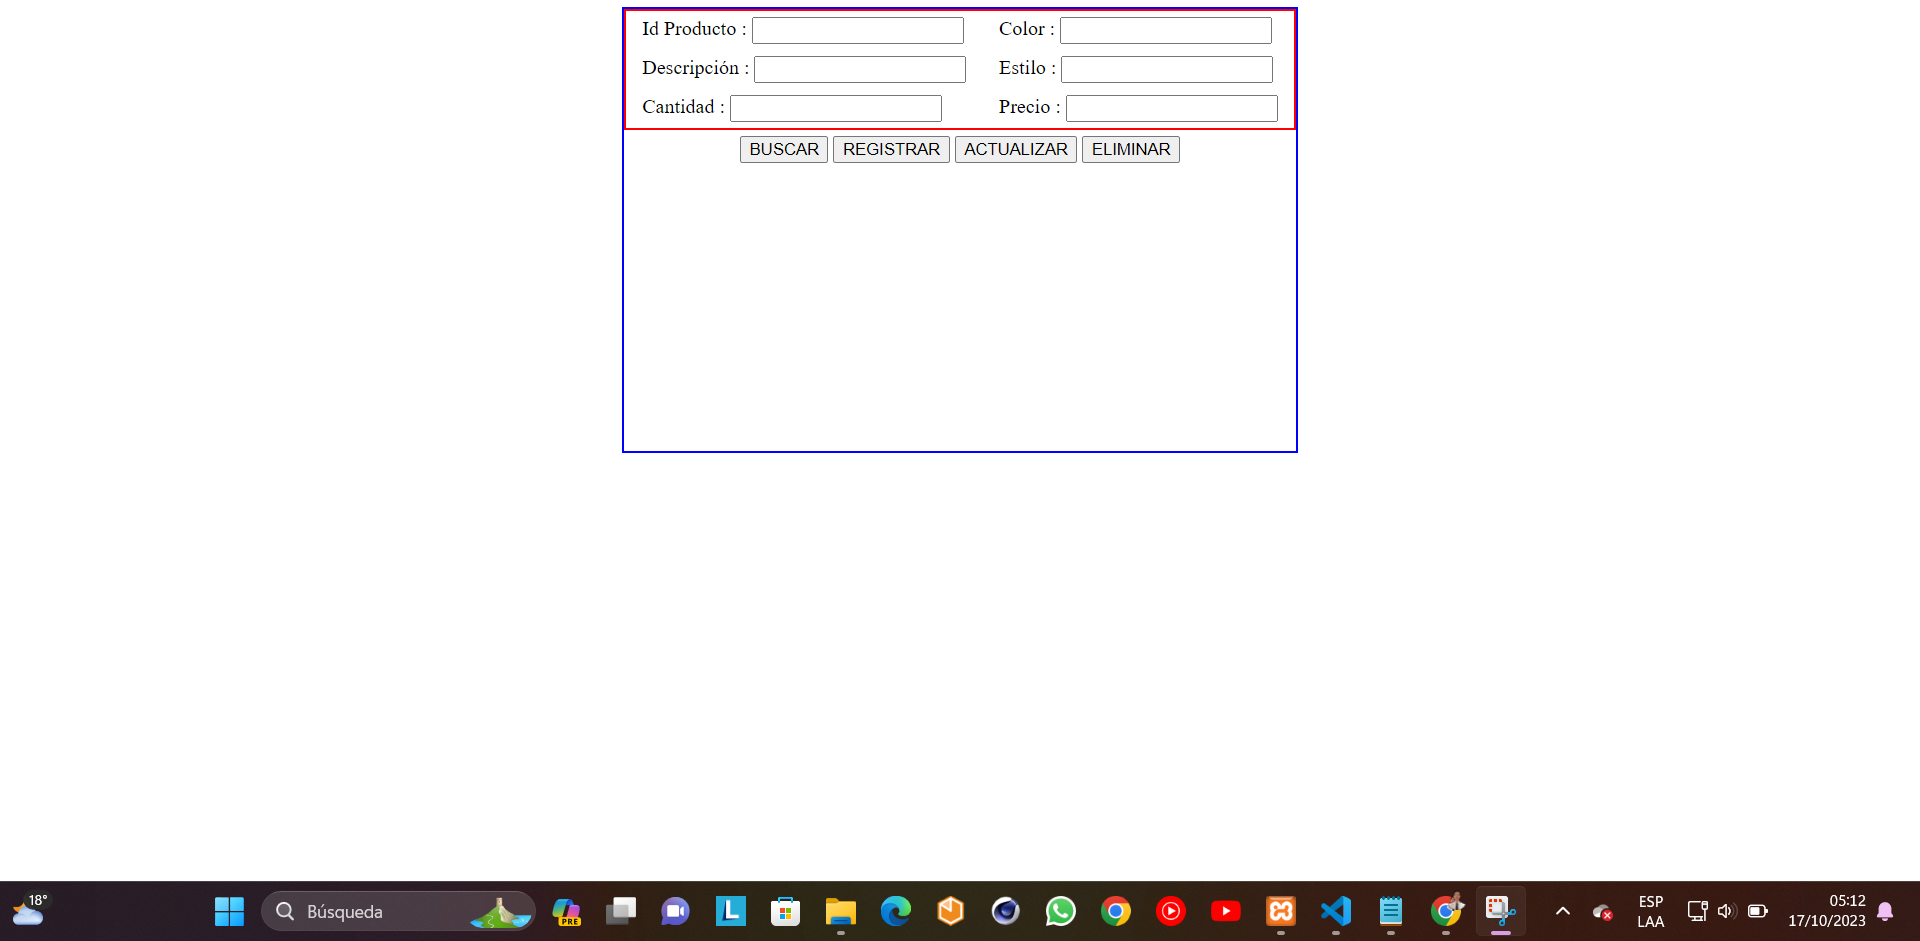 Id Producto : Color :
Descripción : Estilo :
Cantidad : Precio :
BUSCAR REGISTRAR ACTUALIZAR ELIMINAR
18°
Búsqueda
PRE
L
ESP
LAA
05:12
17/10/2023